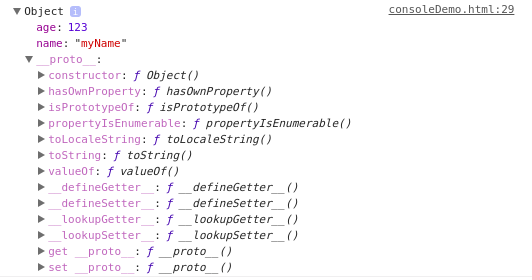 Object i consoleDemo.html:29
age: 123
name: "myName"
__proto__:
constructor: ƒ Object()
hasOwnProperty: ƒ hasOwnProperty()
isPrototypeOf: ƒ isPrototypeOf()
propertyIsEnumerable: ƒ propertyIsEnumerable()
toLocaleString: ƒ toLocaleString()
toString: ƒ toString()
valueOf: ƒ valueOf()
__defineGetter__: ƒ __defineGetter__()
__defineSetter__: ƒ __defineSetter__()
__lookupGetter__: ƒ __lookupGetter__()
__lookupSetter__: ƒ __lookupSetter__()
get __proto__: ƒ __proto__()
set __proto__: ƒ __proto__()